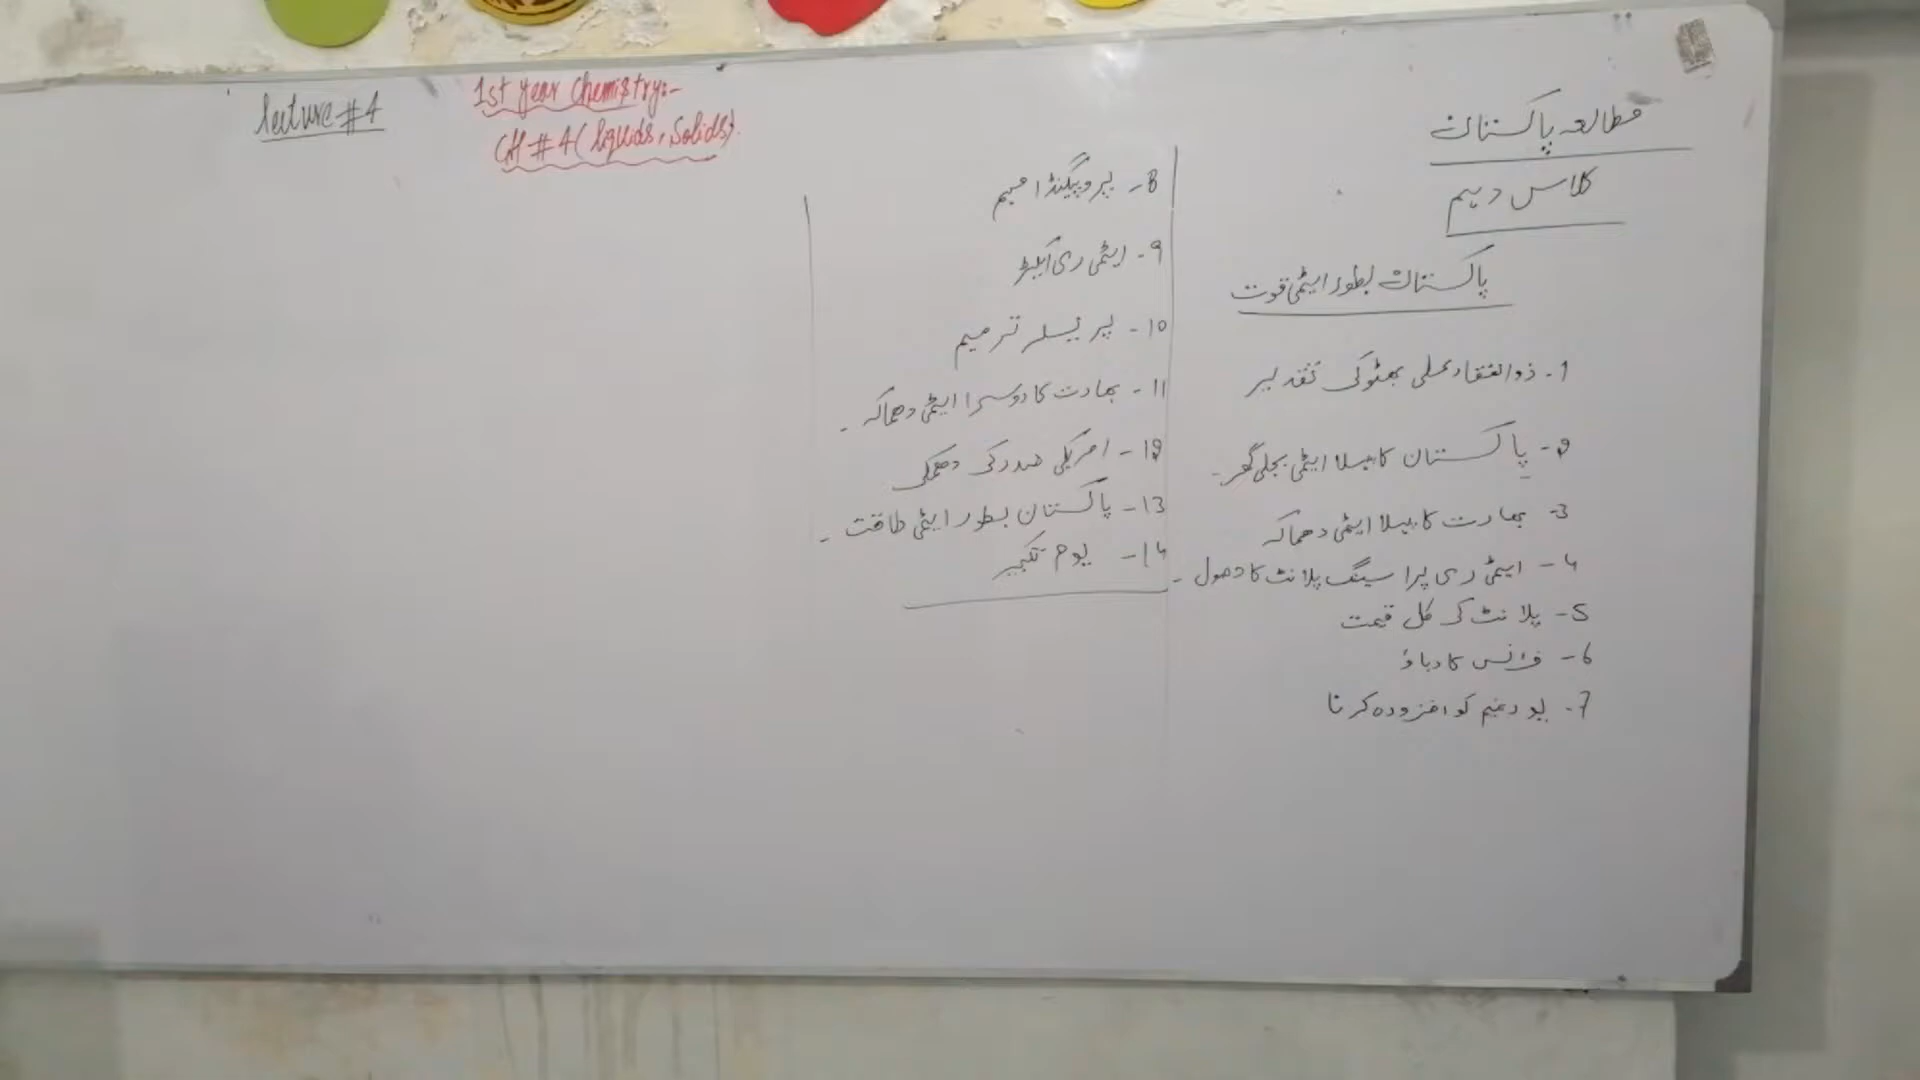 Lecture #4
1st year Chemistry:-
CH # 4 (liquids, Solids).
مطالعہ پاکستان
کلاس دہم
پاکستان بطور ایٹمی قوت
1- ذوالفقار علی بھٹو کی تقدیر
2- پاکستان کا پہلا ایٹمی بجلی گھر-
3- بھارت کا پہلا ایٹمی دھماکہ
4- ایٹمی ری پراسینگ پلانٹ کا حصول -
5- پلانٹ کی کل قیمت
6- فرانس کا دباؤ
7- یورنیم کو افزودہ کرنا
8- پروپیگنڈا مہم
9- ایٹمی ری ایکٹر
10- پریسلر ترمیم
11- بھارت کا دوسرا ایٹمی دھماکہ -
12- امریکی صدر کی دھمکی
13- پاکستان بطور ایٹمی طاقت -
14- یوم تکبیر